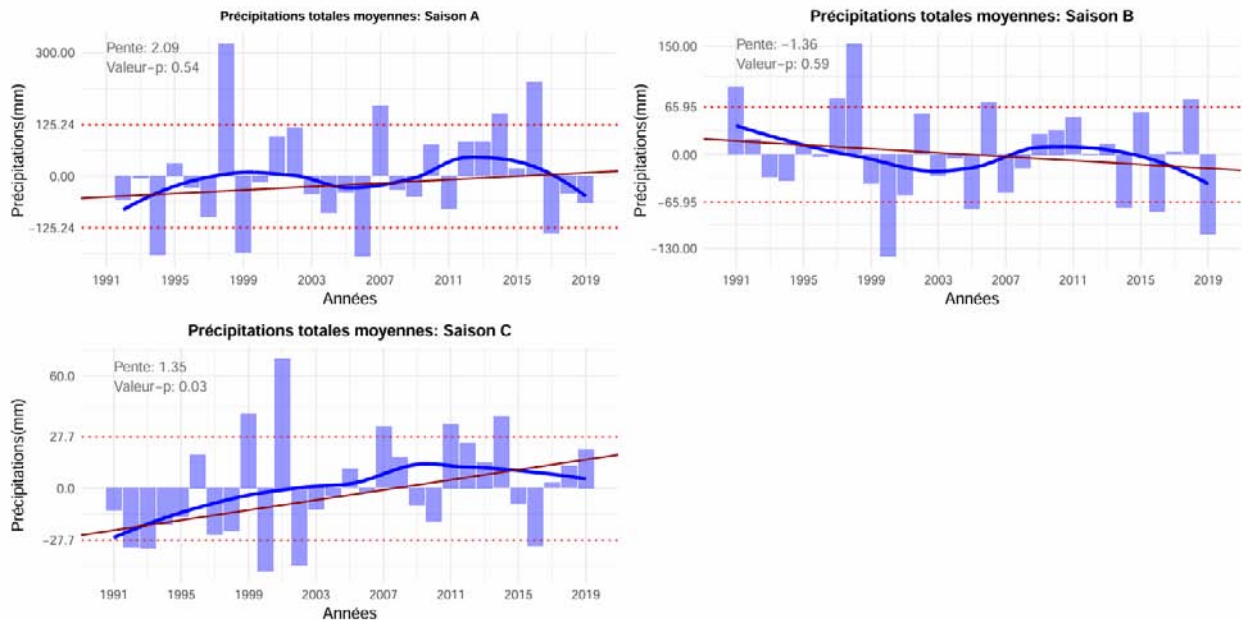 Précipitations totales moyennes: Saison A
Pente: 2.09
Valeur-p: 0.54
Précipitations(mm)
300.00
125.24
0.00
−125.24
1991 1995 1999 2003 2007 2011 2015 2019
Années
Précipitations totales moyennes: Saison B
Pente: −1.36
Valeur-p: 0.59
Précipitations(mm)
150.00
65.95
0.00
−65.95
−130.00
1991 1995 1999 2003 2007 2011 2015 2019
Années
Précipitations totales moyennes: Saison C
Pente: 1.35
Valeur-p: 0.03
Précipitations(mm)
60.0
27.7
0.0
−27.7
1991 1995 1999 2003 2007 2011 2015 2019
Années